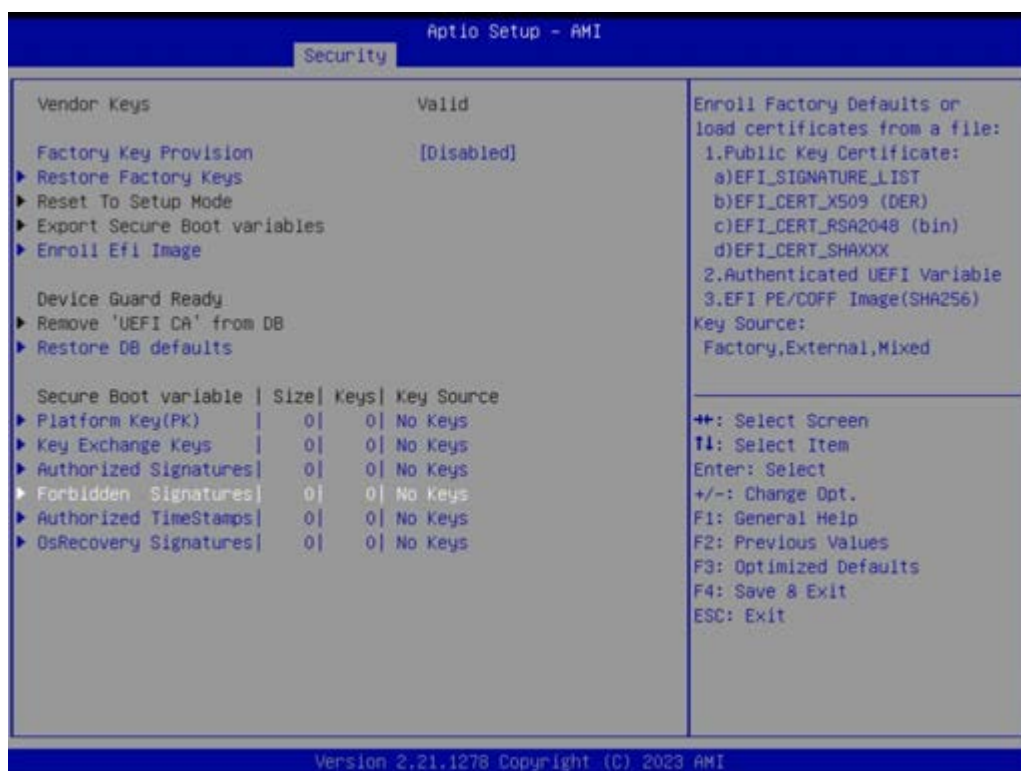 Aptio Setup - AMI
Security
Vendor Keys Valid
Factory Key Provision [Disabled]
Restore Factory Keys
Reset To Setup Mode
Export Secure Boot variables
Enroll Efi Image
Device Guard Ready
Remove 'UEFI CA' from DB
Restore DB defaults
Secure Boot variable | Size| Keys| Key Source
Platform Key(PK) | 0| 0| No Keys
Key Exchange Keys | 0| 0| No Keys
Authorized Signatures| 0| 0| No Keys
Forbidden Signatures| 0| 0| No Keys
Authorized TimeStamps| 0| 0| No Keys
OsRecovery Signatures| 0| 0| No Keys
Enroll Factory Defaults or
load certificates from a file:
1.Public Key Certificate:
a)EFI_SIGNATURE_LIST
b)EFI_CERT_X509 (DER)
c)EFI_CERT_RSA2048 (bin)
d)EFI_CERT_SHAXXX
2.Authenticated UEFI Variable
3.EFI PE/COFF Image(SHA256)
Key Source:
Factory,External,Mixed
→←: Select Screen
↑↓: Select Item
Enter: Select
+/-: Change Opt.
F1: General Help
F2: Previous Values
F3: Optimized Defaults
F4: Save & Exit
ESC: Exit
Version 2.21.1278 Copyright (C) 2023 AMI